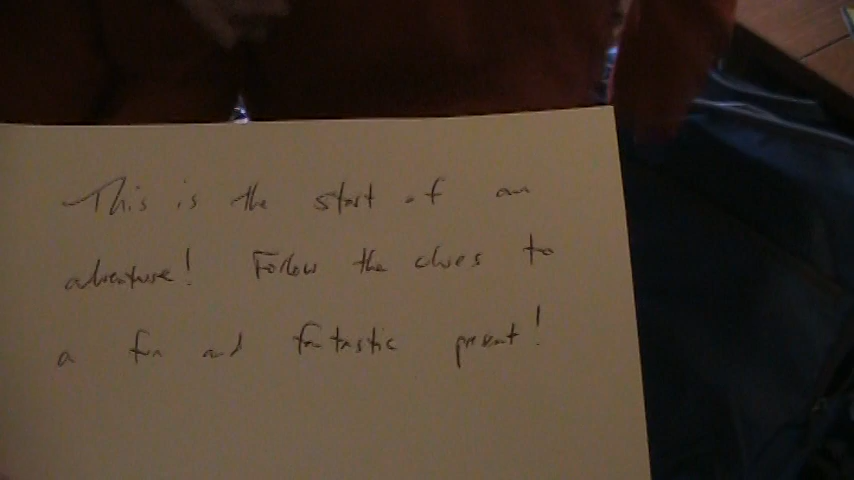 This is the start of an
adventure! Follow the clues to
a fun and fantastic present!